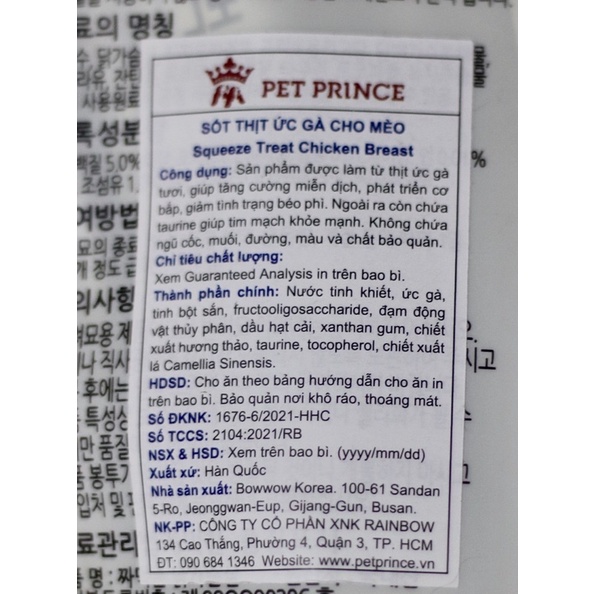 료의 명칭
PET PRINCE
SỐT THỊT ỨC GÀ CHO MÈO
Squeeze Treat Chicken Breast
Công dụng: Sản phẩm được làm từ thịt ức gà
tươi, giúp tăng cường miễn dịch, phát triển cơ
bắp, giảm tình trạng béo phì. Ngoài ra còn chứa
taurine giúp tim mạch khỏe mạnh. Không chứa
ngũ cốc, muối, đường, màu và chất bảo quản.
Chỉ tiêu chất lượng:
Xem Guaranteed Analysis in trên bao bì.
Thành phần chính: Nước tinh khiết, ức gà,
tinh bột sắn, fructooligosaccharide, đạm động
vật thủy phân, dầu hạt cải, xanthan gum, chiết
xuất hương thảo, taurine, tocopherol, chiết xuất
lá Camellia Sinensis.
HDSD: Cho ăn theo bảng hướng dẫn cho ăn in
trên bao bì. Bảo quản nơi khô ráo, thoáng mát.
Số ĐKNK: 1676-6/2021-HHC
Số TCCS: 2104:2021/RB
NSX & HSD: Xem trên bao bì. (yyyy/mm/dd)
Xuất xứ: Hàn Quốc
Nhà sản xuất: Bowwow Korea. 100-61 Sandan
5-Ro, Jeonggwan-Eup, Gijang-Gun, Busan.
NK-PP: CÔNG TY CỔ PHẦN XNK RAINBOW
134 Cao Thắng, Phường 4, Quận 3, TP. HCM
ĐT: 090 684 1346 Website: www.petprince.vn